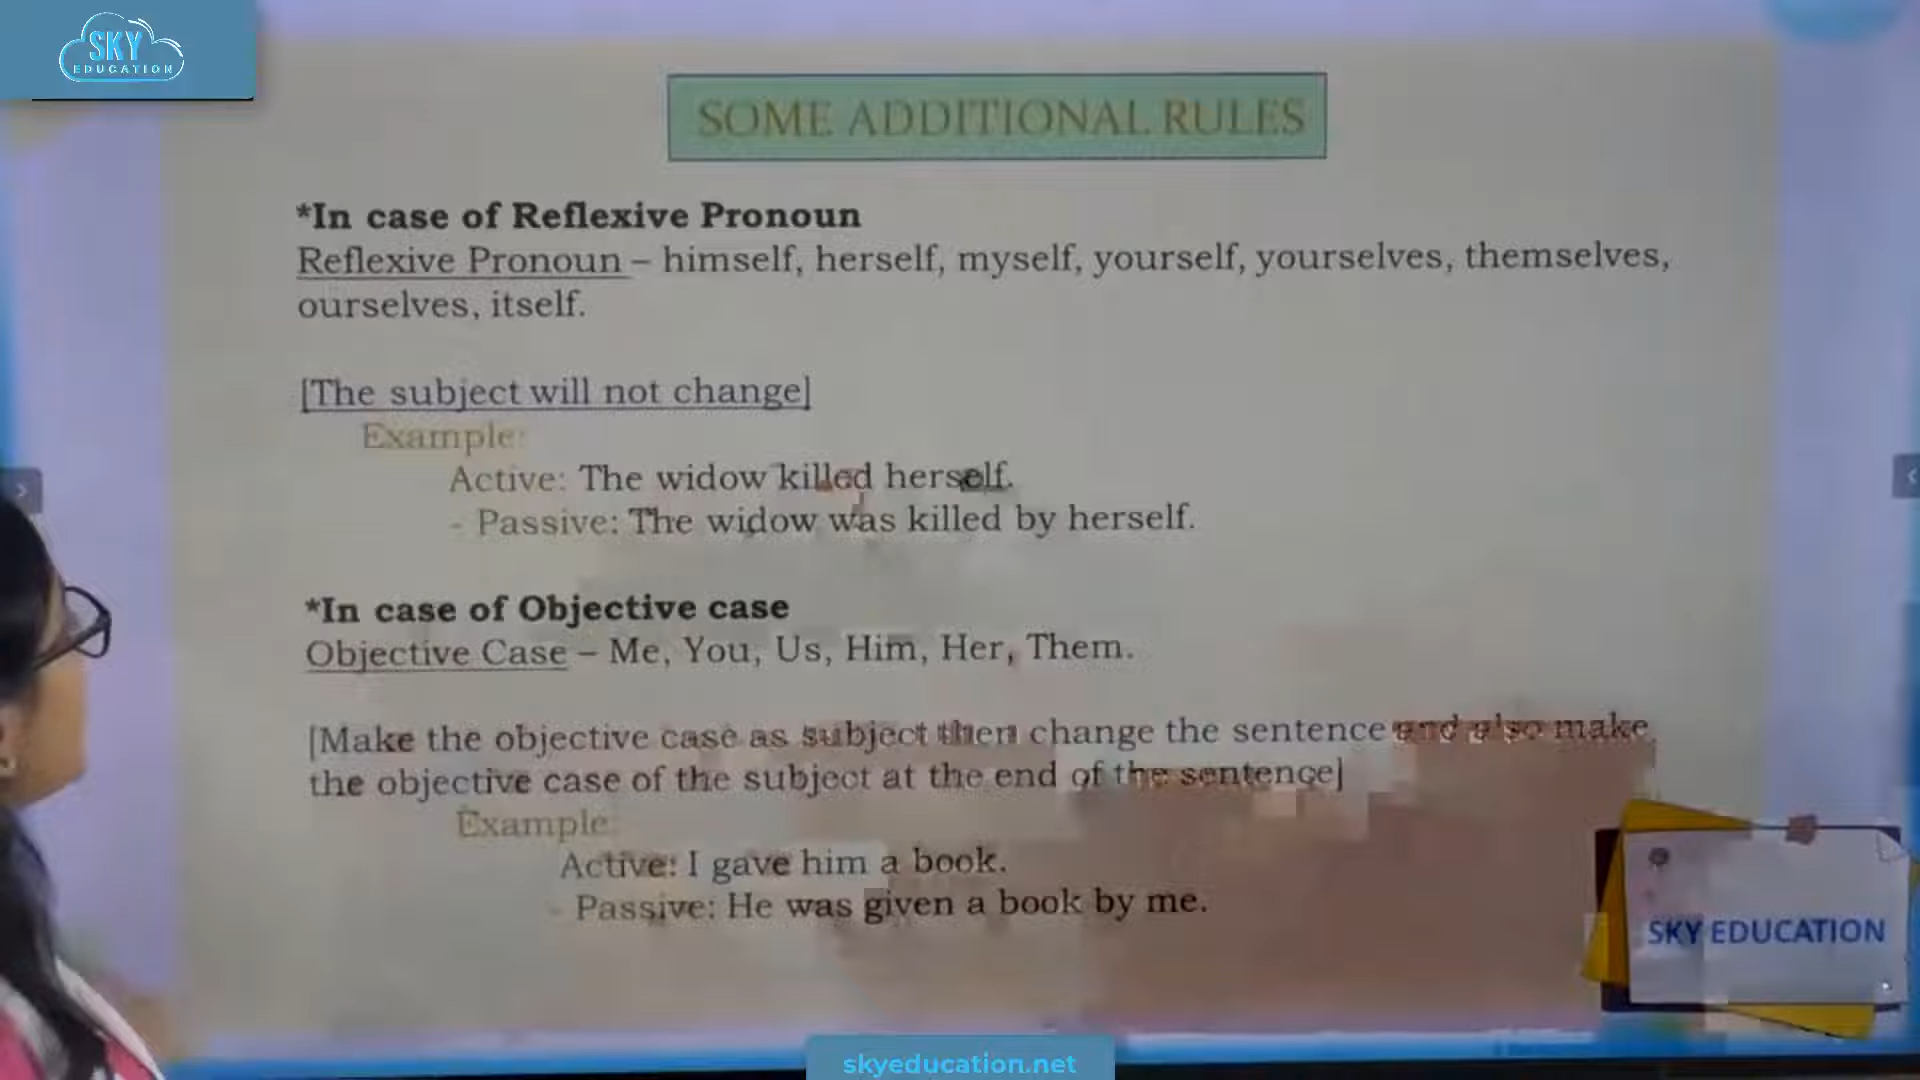 SKY
EDUCATION
SOME ADDITIONAL RULES
*In case of Reflexive Pronoun
Reflexive Pronoun – himself, herself, myself, yourself, yourselves, themselves,
ourselves, itself.
[The subject will not change]
Example:
Active: The widow killed herself.
- Passive: The widow was killed by herself.
*In case of Objective case
Objective Case – Me, You, Us, Him, Her, Them.
[Make the objective case as subject then change the sentence and also make
the objective case of the subject at the end of the sentence]
Example:
Active: I gave him a book.
- Passive: He was given a book by me.
SKY EDUCATION
skyeducation.net